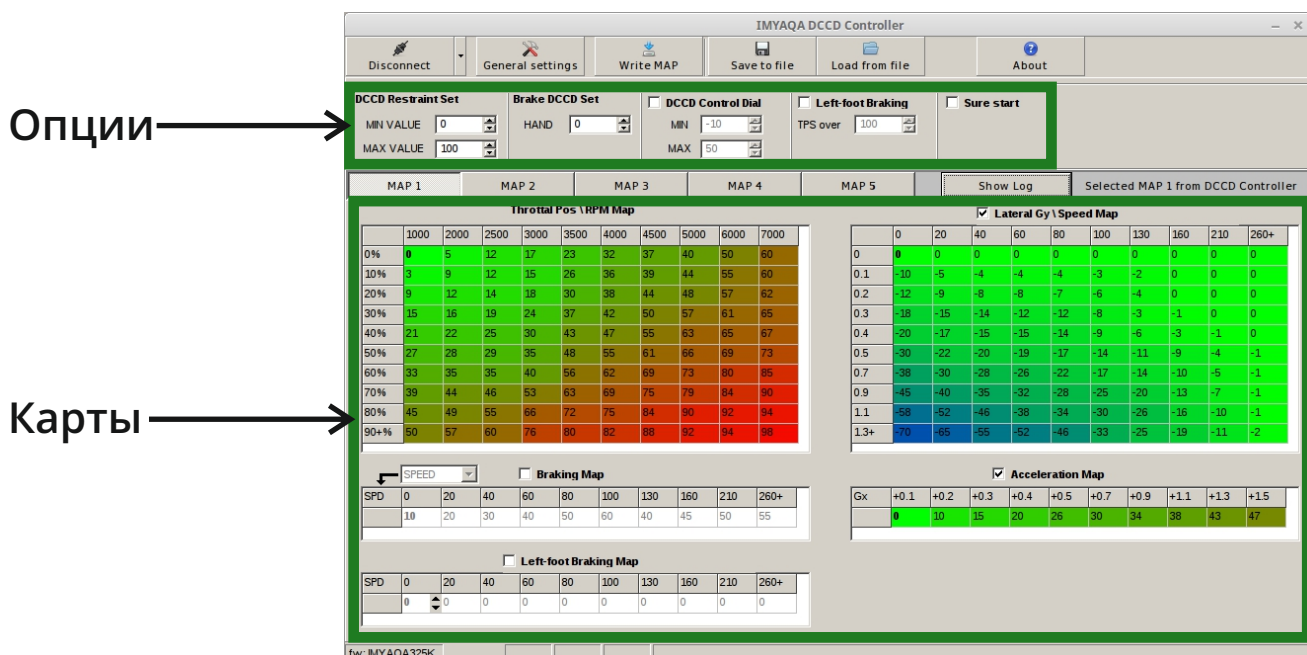 IMYAQA DCCD Controller
Disconnect General settings Write MAP Save to file Load from file About
Опции
DCCD Restraint Set Brake DCCD Set DCCD Control Dial Left-foot Braking Sure start
MIN VALUE 0 HAND 0 MIN -10 TPS over 100
MAX VALUE 100 MAX 50
MAP 1 MAP 2 MAP 3 MAP 4 MAP 5 Show Log Selected MAP 1 from DCCD Controller
Карты
Throttal Pos \ RPM Map
1000 2000 2500 3000 3500 4000 4500 5000 6000 7000
0% 0 5 12 17 23 32 37 40 50 60
10% 3 9 12 15 26 36 39 44 55 60
20% 9 12 14 18 30 38 44 48 57 62
30% 15 16 19 24 37 42 50 57 61 65
40% 21 22 25 30 43 47 55 63 65 67
50% 27 28 29 35 48 55 61 66 69 73
60% 33 35 35 40 56 62 69 73 80 85
70% 39 44 46 53 63 69 75 79 84 90
80% 45 49 55 66 72 75 84 90 92 94
90+% 50 57 60 76 80 82 88 92 94 98
Lateral Gy \ Speed Map
0 20 40 60 80 100 130 160 210 260+
0 0 0 0 0 0 0 0 0 0 0
0.1 -10 -5 -4 -4 -4 -3 -2 0 0 0
0.2 -12 -9 -8 -8 -7 -6 -4 0 0 0
0.3 -18 -15 -14 -12 -12 -8 -3 -1 0 0
0.4 -20 -17 -15 -15 -14 -9 -6 -3 -1 0
0.5 -30 -22 -20 -19 -17 -14 -11 -9 -4 -1
0.7 -38 -30 -28 -26 -22 -17 -14 -10 -5 -1
0.9 -45 -40 -35 -32 -28 -25 -20 -13 -7 -1
1.1 -58 -52 -46 -38 -34 -30 -26 -16 -10 -1
1.3+ -70 -65 -55 -52 -46 -33 -25 -19 -11 -2
SPEED Braking Map
SPD 0 20 40 60 80 100 130 160 210 260+
10 20 30 40 50 60 40 45 50 55
Acceleration Map
Gx +0.1 +0.2 +0.3 +0.4 +0.5 +0.7 +0.9 +1.1 +1.3 +1.5
0 10 15 20 26 30 34 38 43 47
Left-foot Braking Map
SPD 0 20 40 60 80 100 130 160 210 260+
0 0 0 0 0 0 0 0 0 0
fw: IMYAQA325K